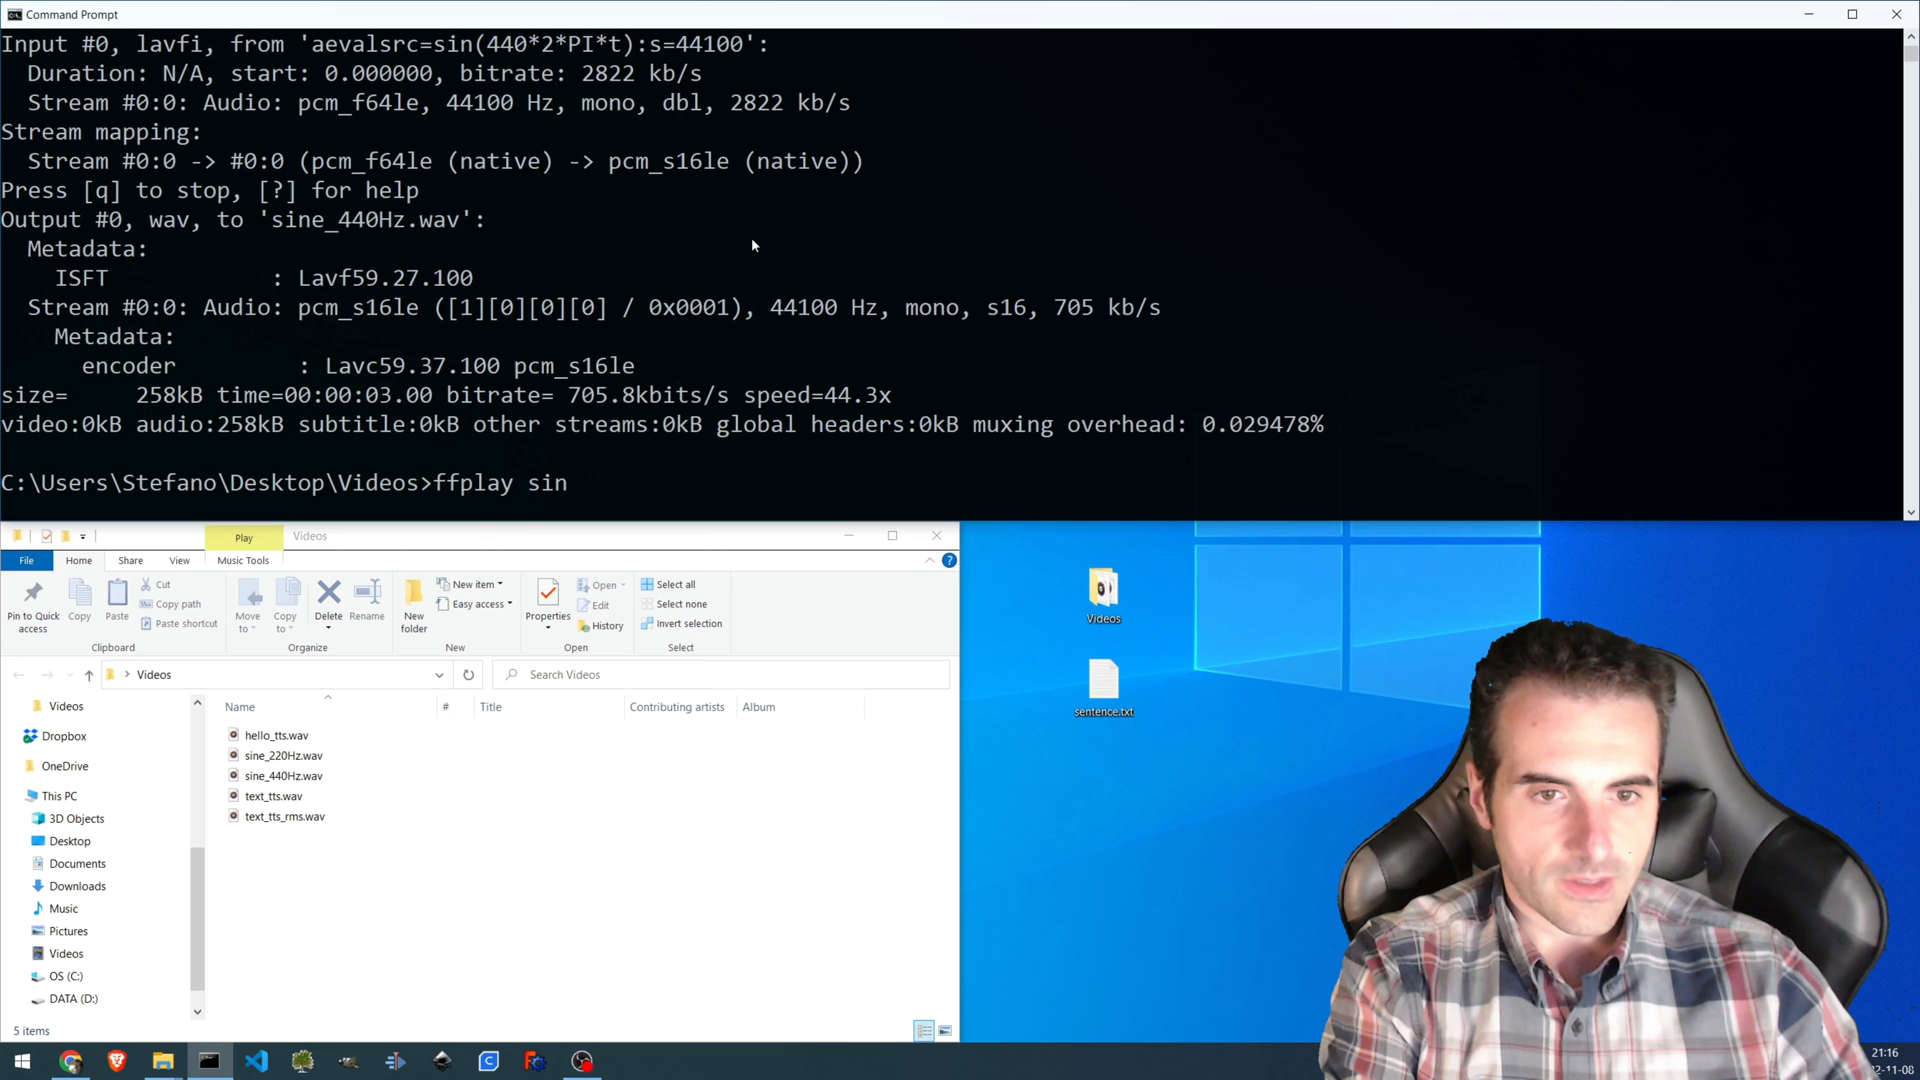 Command Prompt
Input #0, lavfi, from 'aevalsrc=sin(440*2*PI*t):s=44100':
Duration: N/A, start: 0.000000, bitrate: 2822 kb/s
Stream #0:0: Audio: pcm_f64le, 44100 Hz, mono, dbl, 2822 kb/s
Stream mapping:
Stream #0:0 -> #0:0 (pcm_f64le (native) -> pcm_s16le (native))
Press [q] to stop, [?] for help
Output #0, wav, to 'sine_440Hz.wav':
Metadata:
ISFT : Lavf59.27.100
Stream #0:0: Audio: pcm_s16le ([1][0][0][0] / 0x0001), 44100 Hz, mono, s16, 705 kb/s
Metadata:
encoder : Lavc59.37.100 pcm_s16le
size= 258kB time=00:00:03.00 bitrate= 705.8kbits/s speed=44.3x
video:0kB audio:258kB subtitle:0kB other streams:0kB global headers:0kB muxing overhead: 0.029478%
C:\Users\Stefano\Desktop\Videos>ffplay sin
Play Videos
File Home Share View Music Tools
Pin to Quick access
Copy
Paste
Cut
Copy path
Paste shortcut
Move to
Copy to
Delete
Rename
New folder
New item
Easy access
Properties
Open
Edit
History
Select all
Select none
Invert selection
Clipboard Organize New Open Select
Videos
Search Videos
Name # Title Contributing artists Album
hello_tts.wav
sine_220Hz.wav
sine_440Hz.wav
text_tts.wav
text_tts_rms.wav
Videos
Dropbox
OneDrive
This PC
3D Objects
Desktop
Documents
Downloads
Music
Pictures
Videos
OS (C:)
DATA (D:)
5 items
Videos
sentence.txt
21:16
2-11-08